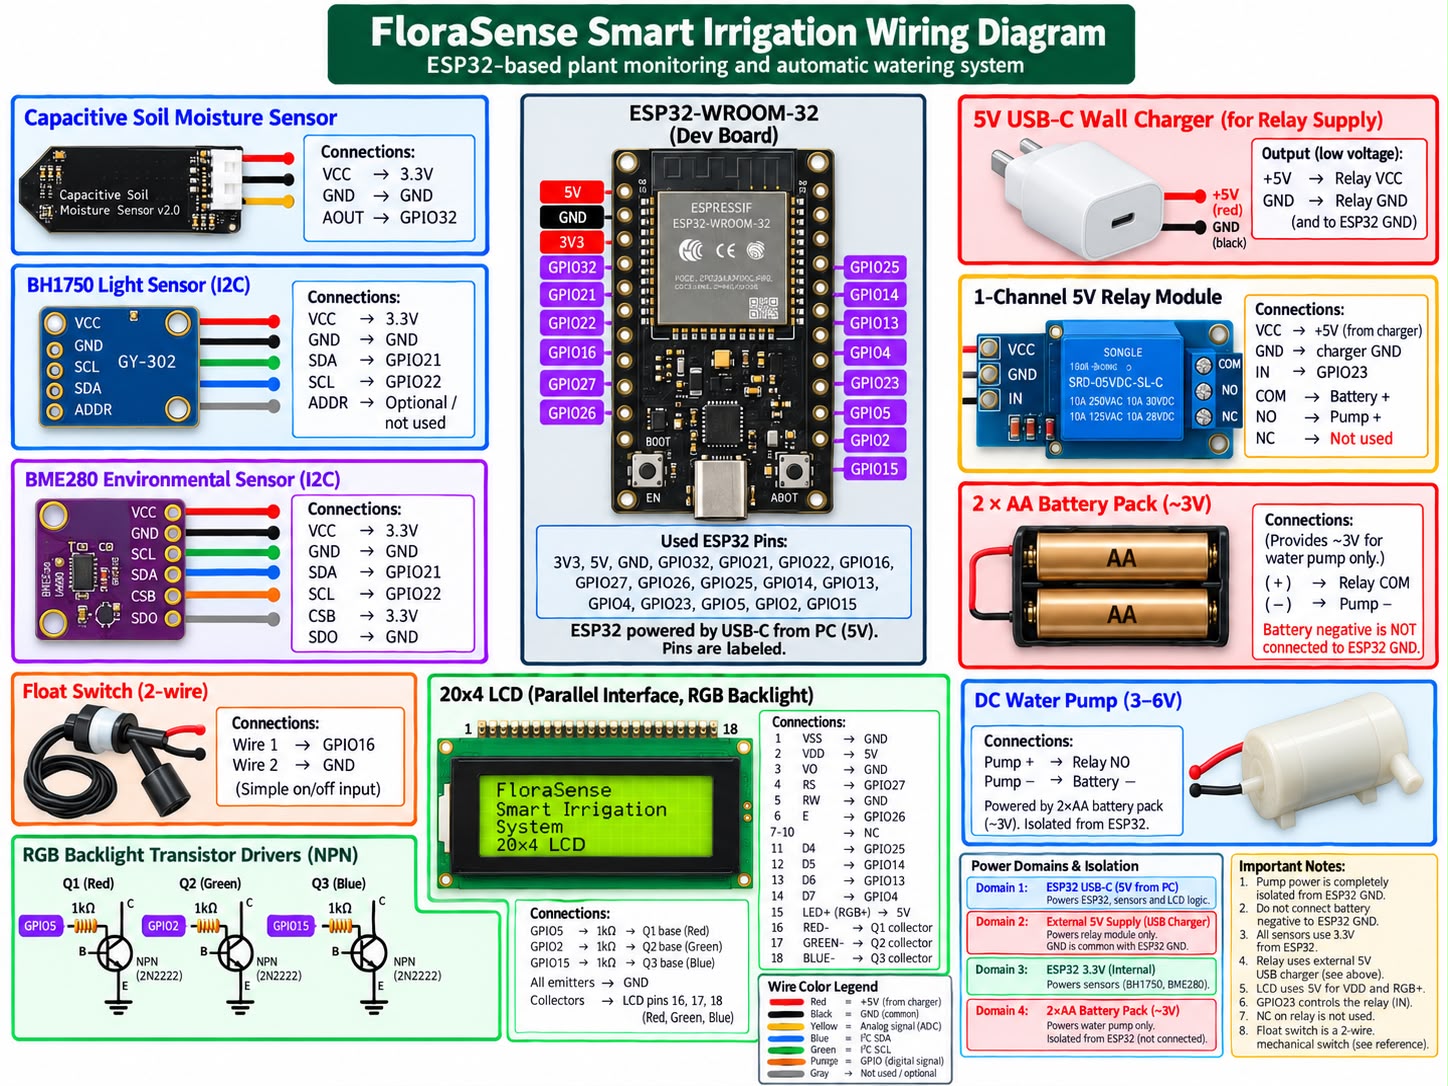 FloraSense Smart Irrigation Wiring Diagram
ESP32-based plant monitoring and automatic watering system
Capacitive Soil Moisture Sensor
Capacitive Soil
Moisture Sensor v2.0
Connections:
VCC → 3.3V
GND → GND
AOUT → GPIO32
BH1750 Light Sensor (I2C)
VCC
GND
SCL
SDA
ADDR
GY-302
Connections:
VCC → 3.3V
GND → GND
SDA → GPIO21
SCL → GPIO22
ADDR → Optional /
not used
BME280 Environmental Sensor (I2C)
VCC
GND
SCL
SDA
CSB
SDO
Connections:
VCC → 3.3V
GND → GND
SDA → GPIO21
SCL → GPIO22
CSB → 3.3V
SDO → GND
ESP32-WROOM-32
(Dev Board)
5V
GND
3V3
GPIO32
GPIO21
GPIO22
GPIO16
GPIO27
GPIO26
ESPRESSIF
ESP32-WROOM-32
BOOT
EN
ABOT
GPIO25
GPIO14
GPIO13
GPIO4
GPIO23
GPIO5
GPIO2
GPIO15
Used ESP32 Pins:
3V3, 5V, GND, GPIO32, GPIO21, GPIO22, GPIO16,
GPIO27, GPIO26, GPIO25, GPIO14, GPIO13,
GPIO4, GPIO23, GPIO5, GPIO2, GPIO15
ESP32 powered by USB-C from PC (5V).
Pins are labeled.
5V USB-C Wall Charger (for Relay Supply)
+5V
(red)
GND
(black)
Output (low voltage):
+5V → Relay VCC
GND → Relay GND
(and to ESP32 GND)
1-Channel 5V Relay Module
VCC
GND
IN
SONGLE
SRD-05VDC-SL-C
10A 250VAC 10A 30VDC
10A 125VAC 10A 28VDC
COM
NO
NC
Connections:
VCC → +5V (from charger)
GND → charger GND
IN → GPIO23
COM → Battery +
NO → Pump +
NC → Not used
2 × AA Battery Pack (~3V)
AA
AA
Connections:
(Provides ~3V for
water pump only.)
(+) → Relay COM
(−) → Pump −
Battery negative is NOT
connected to ESP32 GND.
Float Switch (2-wire)
Connections:
Wire 1 → GPIO16
Wire 2 → GND
(Simple on/off input)
20x4 LCD (Parallel Interface, RGB Backlight)
1
18
FloraSense
Smart Irrigation
System
20×4 LCD
Connections:
1 VSS → GND
2 VDD → 5V
3 VO → GND
4 RS → GPIO27
5 RW → GND
6 E → GPIO26
7-10 → NC
11 D4 → GPIO25
12 D5 → GPIO14
13 D6 → GPIO13
14 D7 → GPIO4
15 LED+ (RGB+) → 5V
16 RED- → Q1 collector
17 GREEN- → Q2 collector
18 BLUE- → Q3 collector
DC Water Pump (3–6V)
Connections:
Pump + → Relay NO
Pump − → Battery −
Powered by 2×AA battery pack
(~3V). Isolated from ESP32.
RGB Backlight Transistor Drivers (NPN)
Q1 (Red)
1kΩ
GPIO5
C
B
E
NPN
(2N2222)
Q2 (Green)
1kΩ
GPIO2
C
B
E
NPN
(2N2222)
Q3 (Blue)
1kΩ
GPIO15
C
B
E
NPN
(2N2222)
Connections:
GPIO5 → 1kΩ → Q1 base (Red)
GPIO2 → 1kΩ → Q2 base (Green)
GPIO15 → 1kΩ → Q3 base (Blue)
All emitters → GND
Collectors → LCD pins 16, 17, 18
(Red, Green, Blue)
Wire Color Legend
Red = +5V (from charger)
Black = GND (common)
Yellow = Analog signal (ADC)
Blue = I²C SDA
Green = I²C SCL
= GPIO (digital signal)
Gray → Not used / optional
Power Domains & Isolation
Domain 1: ESP32 USB-C (5V from PC)
Powers ESP32, sensors and LCD logic.
Domain 2: External 5V Supply (USB Charger)
Powers relay module only.
GND is common with ESP32 GND.
Domain 3: ESP32 3.3V (Internal)
Powers sensors (BH1750, BME280).
Domain 4: 2×AA Battery Pack (~3V)
Powers water pump only.
Isolated from ESP32 (not connected).
Important Notes:
1. Pump power is completely
isolated from ESP32 GND.
2. Do not connect battery
negative to ESP32 GND.
3. All sensors use 3.3V
from ESP32.
4. Relay uses external 5V
USB charger (see above).
5. LCD uses 5V for VDD and RGB+.
6. GPIO23 controls the relay (IN).
7. NC on relay is not used.
8. Float switch is a 2-wire.
mechanical switch (see reference).